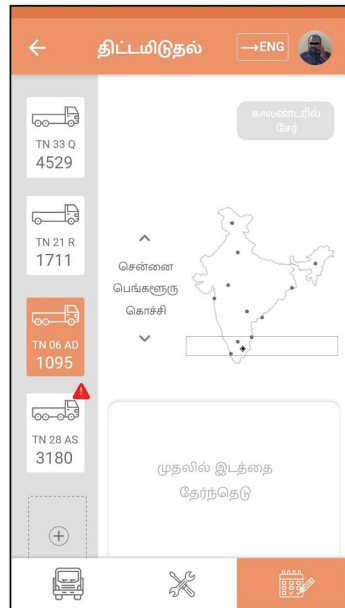 திட்டமிடுதல்
→ENG
காலண்டரில்
சேர்
TN 33 Q
4529
TN 21 R
1711
TN 06 AD
1095
TN 28 AS
3180
சென்னை
பெங்களூரு
கொச்சி
முதலில் இடத்தை
தேர்ந்தெடு